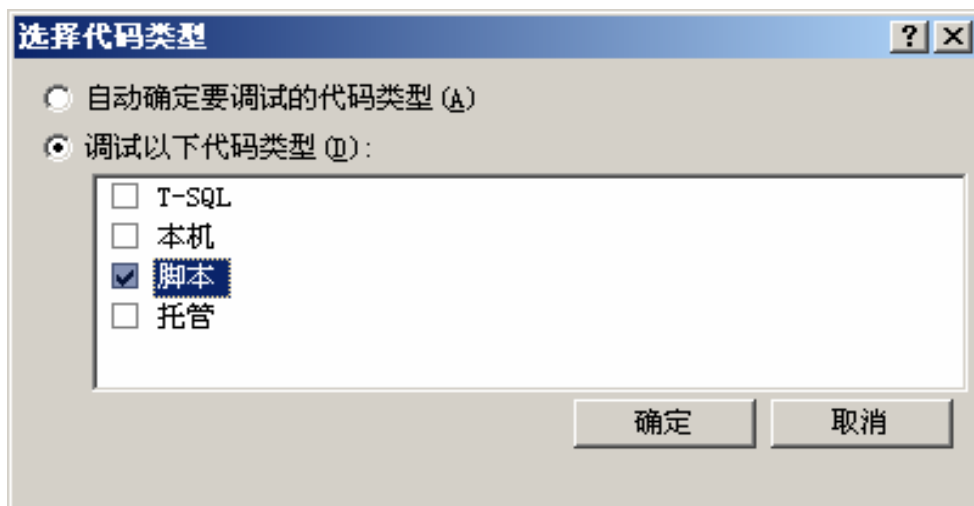 选择代码类型
自动确定要调试的代码类型(A)
调试以下代码类型(D):
T-SQL
本机
脚本
托管
确定 取消